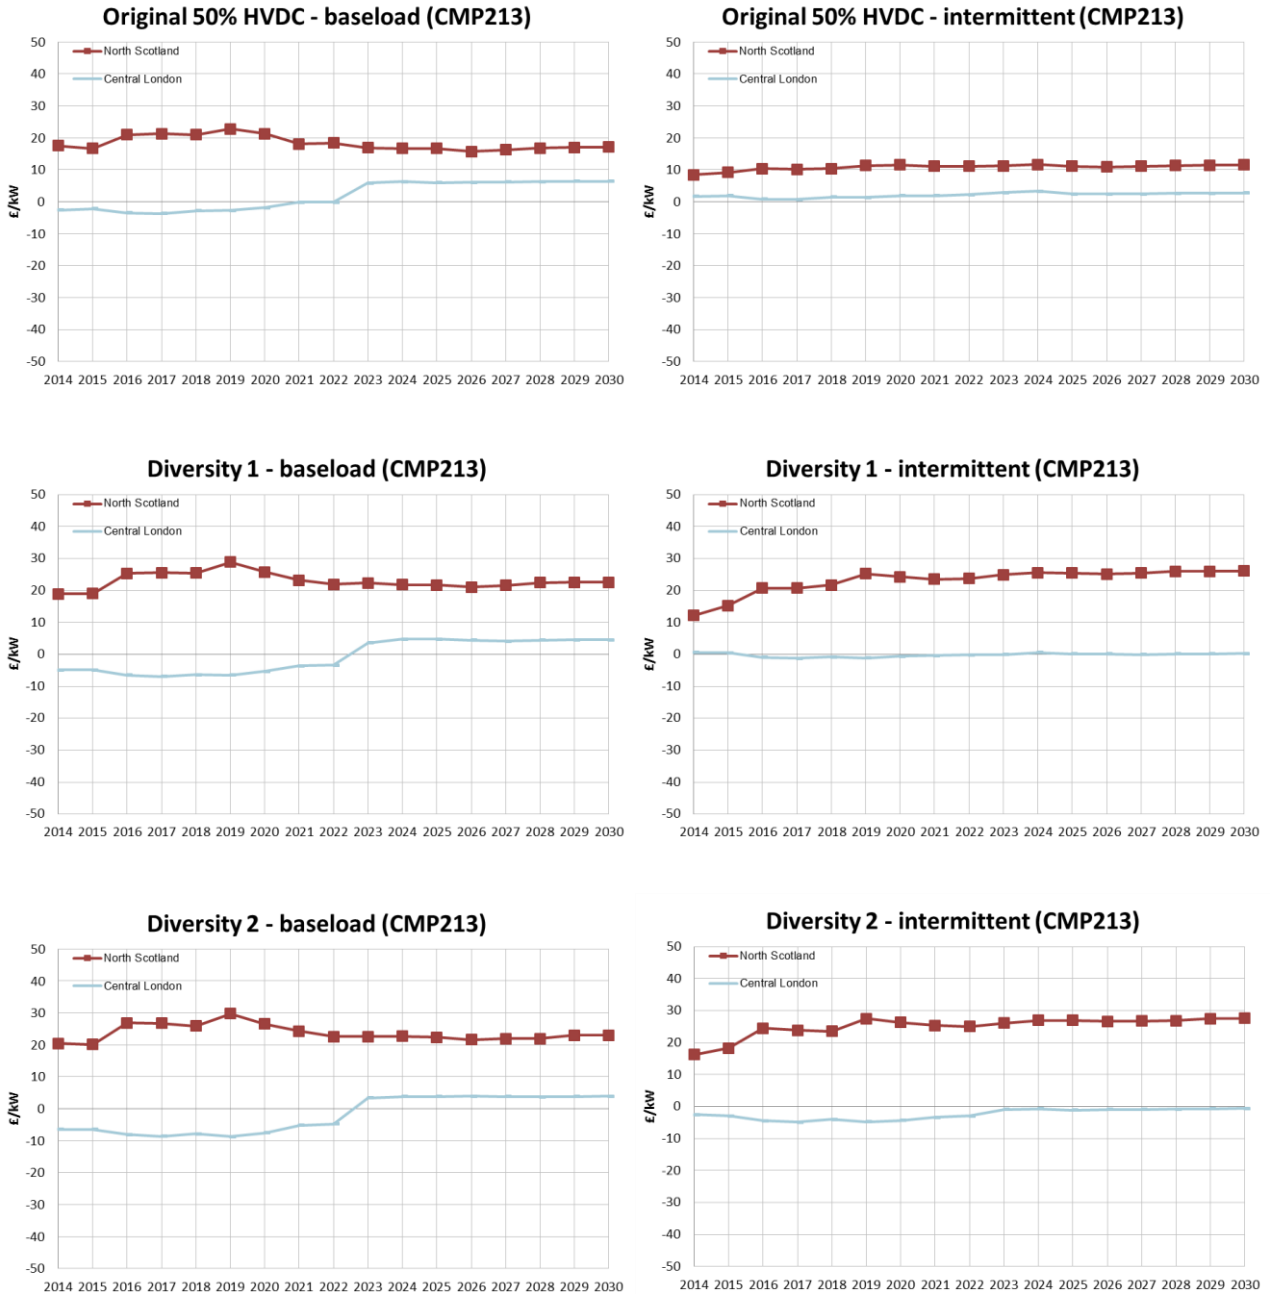 Original 50% HVDC - baseload (CMP213)
50
40
30
20
10
0
-10
-20
-30
-40
-50
£/kW
North Scotland
Central London
2014 2015 2016 2017 2018 2019 2020 2021 2022 2023 2024 2025 2026 2027 2028 2029 2030
Original 50% HVDC - intermittent (CMP213)
50
40
30
20
10
0
-10
-20
-30
-40
-50
£/kW
North Scotland
Central London
2014 2015 2016 2017 2018 2019 2020 2021 2022 2023 2024 2025 2026 2027 2028 2029 2030
Diversity 1 - baseload (CMP213)
50
40
30
20
10
0
-10
-20
-30
-40
-50
£/kW
North Scotland
Central London
2014 2015 2016 2017 2018 2019 2020 2021 2022 2023 2024 2025 2026 2027 2028 2029 2030
Diversity 1 - intermittent (CMP213)
50
40
30
20
10
0
-10
-20
-30
-40
-50
£/kW
North Scotland
Central London
2014 2015 2016 2017 2018 2019 2020 2021 2022 2023 2024 2025 2026 2027 2028 2029 2030
Diversity 2 - baseload (CMP213)
50
40
30
20
10
0
-10
-20
-30
-40
-50
£/kW
North Scotland
Central London
2014 2015 2016 2017 2018 2019 2020 2021 2022 2023 2024 2025 2026 2027 2028 2029 2030
Diversity 2 - intermittent (CMP213)
50
40
30
20
10
0
-10
-20
-30
-40
-50
£/kW
North Scotland
Central London
2014 2015 2016 2017 2018 2019 2020 2021 2022 2023 2024 2025 2026 2027 2028 2029 2030